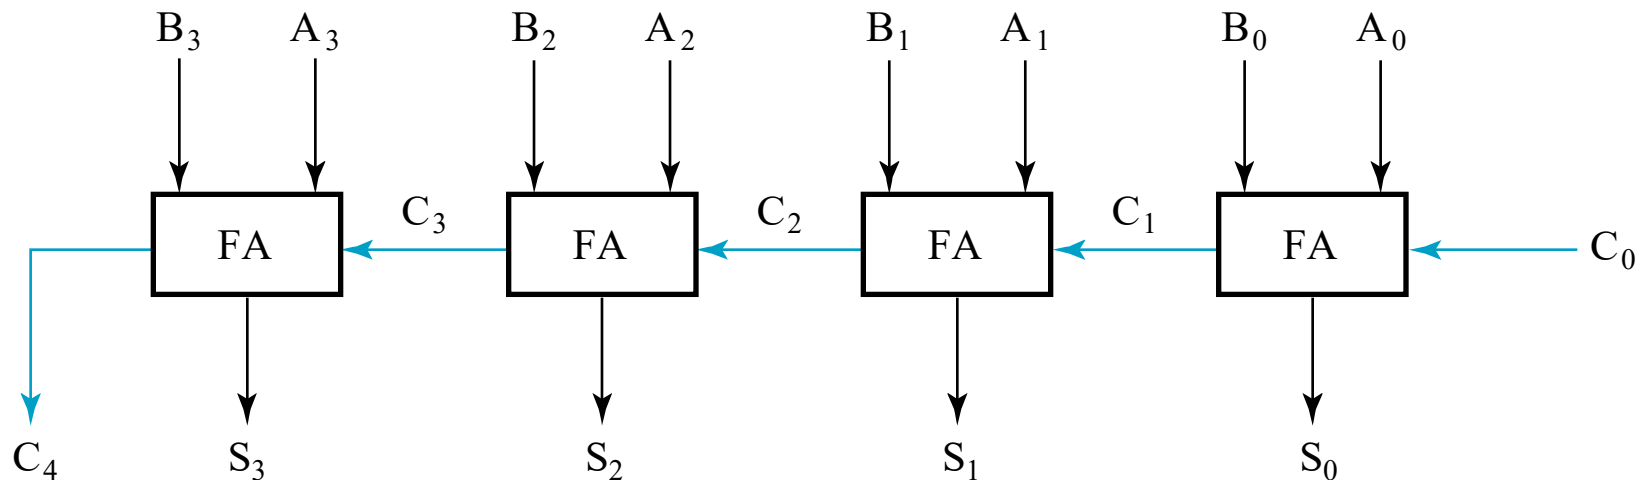 B₃ A₃ B₂ A₂ B₁ A₁ B₀ A₀
C₃ C₂ C₁
FA FA FA FA C₀
C₄ S₃ S₂ S₁ S₀